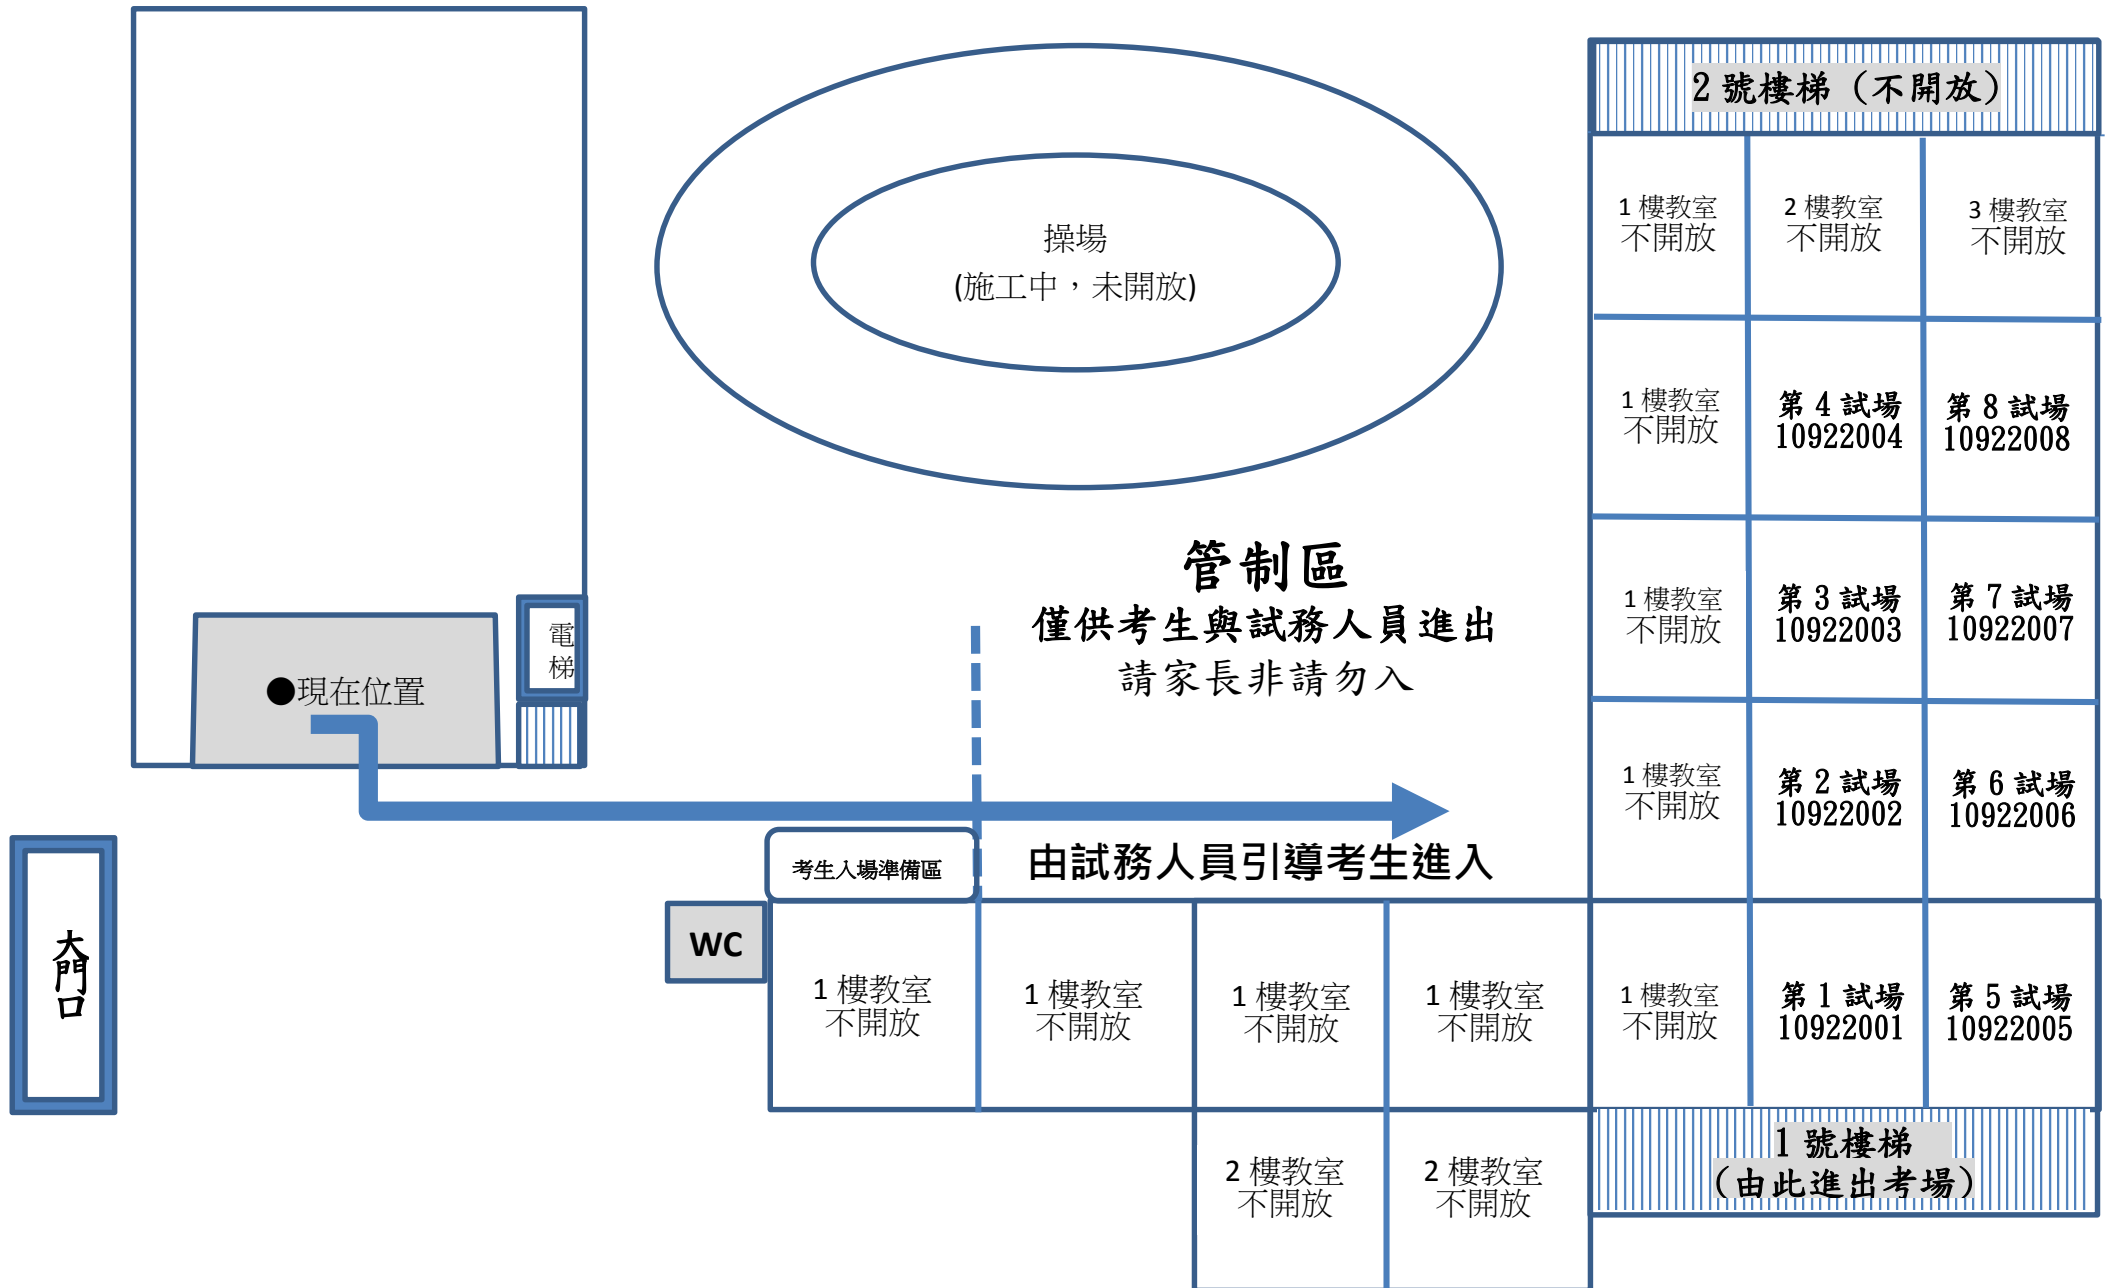 2 號樓梯（不開放）
1 樓教室
不開放
2 樓教室
不開放
3 樓教室
不開放
操場
(施工中，未開放)
1 樓教室
不開放
第 4 試場
10922004
第 8 試場
10922008
管制區
僅供考生與試務人員進出
請家長非請勿入
1 樓教室
不開放
第 3 試場
10922003
第 7 試場
10922007
電
梯
●現在位置
1 樓教室
不開放
第 2 試場
10922002
第 6 試場
10922006
考生入場準備區
由試務人員引導考生進入
大門口
WC
1 樓教室
不開放
1 樓教室
不開放
1 樓教室
不開放
1 樓教室
不開放
1 樓教室
不開放
第 1 試場
10922001
第 5 試場
10922005
2 樓教室
不開放
2 樓教室
不開放
1 號樓梯
（由此進出考場）